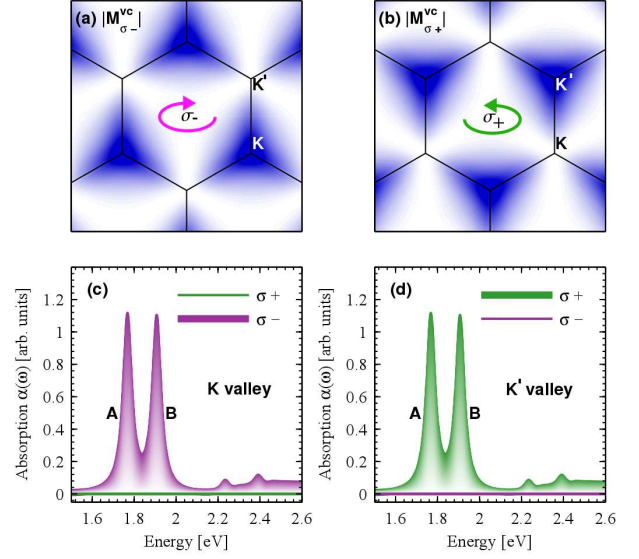 (a) |M^vc_σ−|
(b) |M^vc_σ+|
K'
K'
σ-
σ+
K
K
(c)
σ +
σ −
K valley
A
B
1.2
1
0.8
0.6
0.4
0.2
0
Absorption α(ω) [arb. units]
1.6 1.8 2 2.2 2.4 2.6
Energy [eV]
(d)
σ +
σ −
K' valley
A
B
1.2
1
0.8
0.6
0.4
0.2
0
Absorption α(ω) [arb. units]
1.6 1.8 2 2.2 2.4 2.6
Energy [eV]